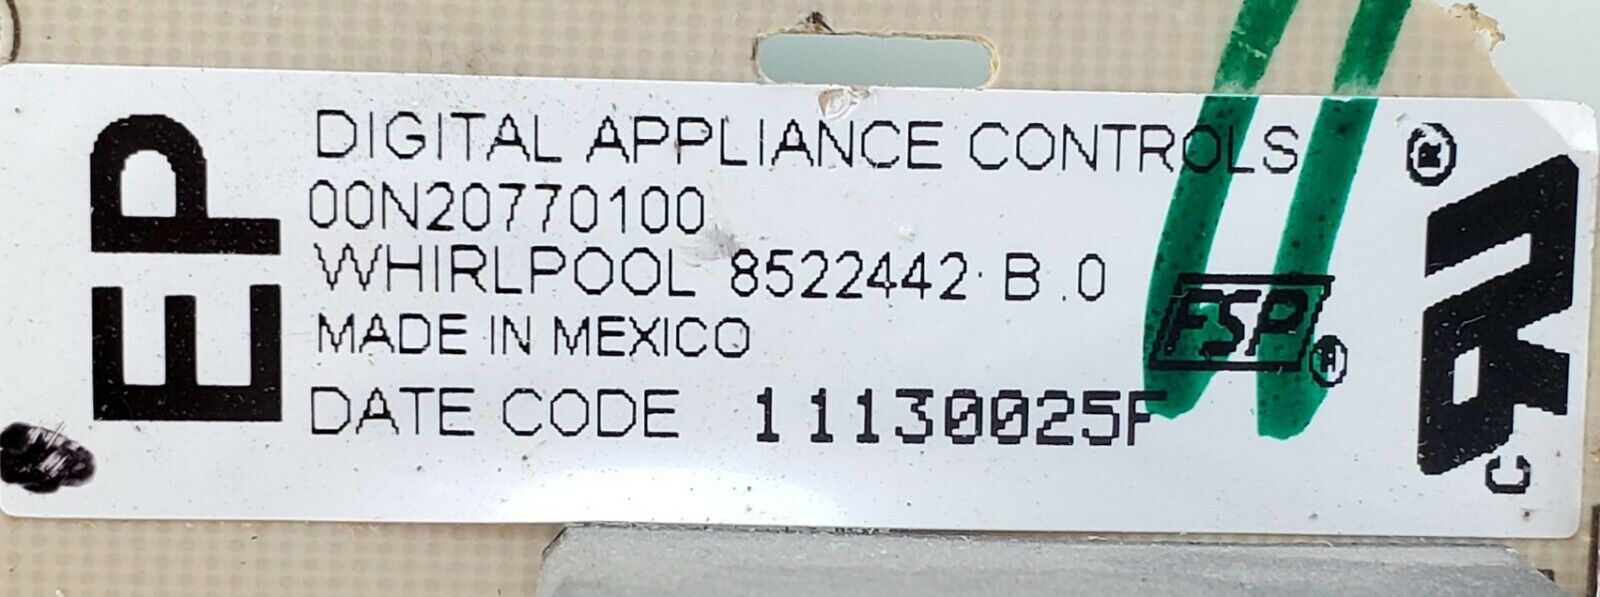 EP
DIGITAL APPLIANCE CONTROLS
00N20770100
WHIRLPOOL 8522442 B.0
MADE IN MEXICO
DATE CODE 11130025F
FSP
®
®
C